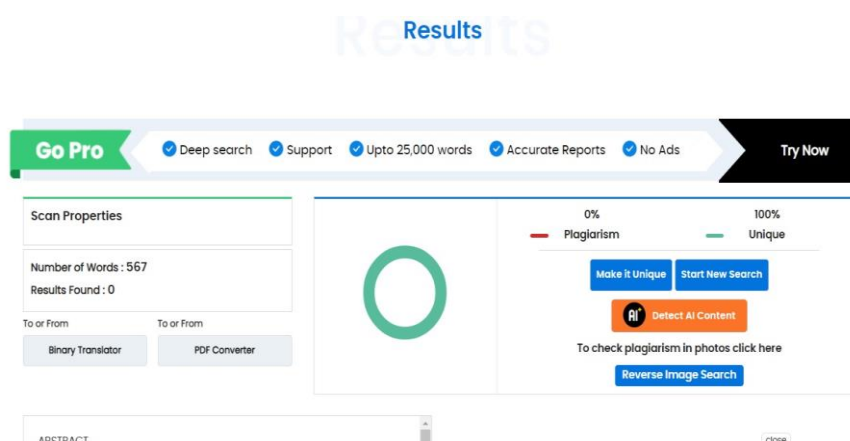 Results
Go Pro
Deep search Support Upto 25,000 words Accurate Reports No Ads
Try Now
Scan Properties
Number of Words : 567
Results Found : 0
To or From To or From
Binary Translator PDF Converter
0% 100%
Plagiarism Unique
Make it Unique Start New Search
AI Detect AI Content
To check plagiarism in photos click here
Reverse Image Search
ABSTRACT
close